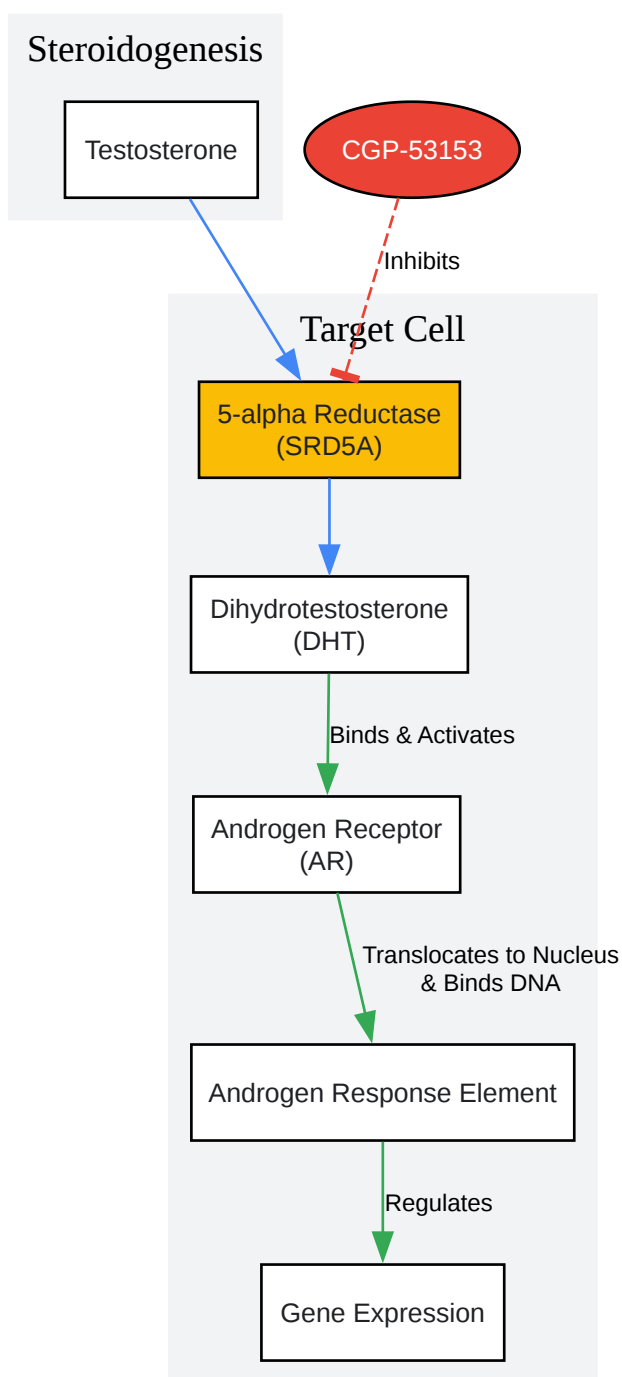 Steroidogenesis
Testosterone
CGP-53153
Inhibits
Target Cell
5-alpha Reductase
(SRD5A)
Dihydrotestosterone
(DHT)
Binds & Activates
Androgen Receptor
(AR)
Translocates to Nucleus
& Binds DNA
Androgen Response Element
Regulates
Gene Expression